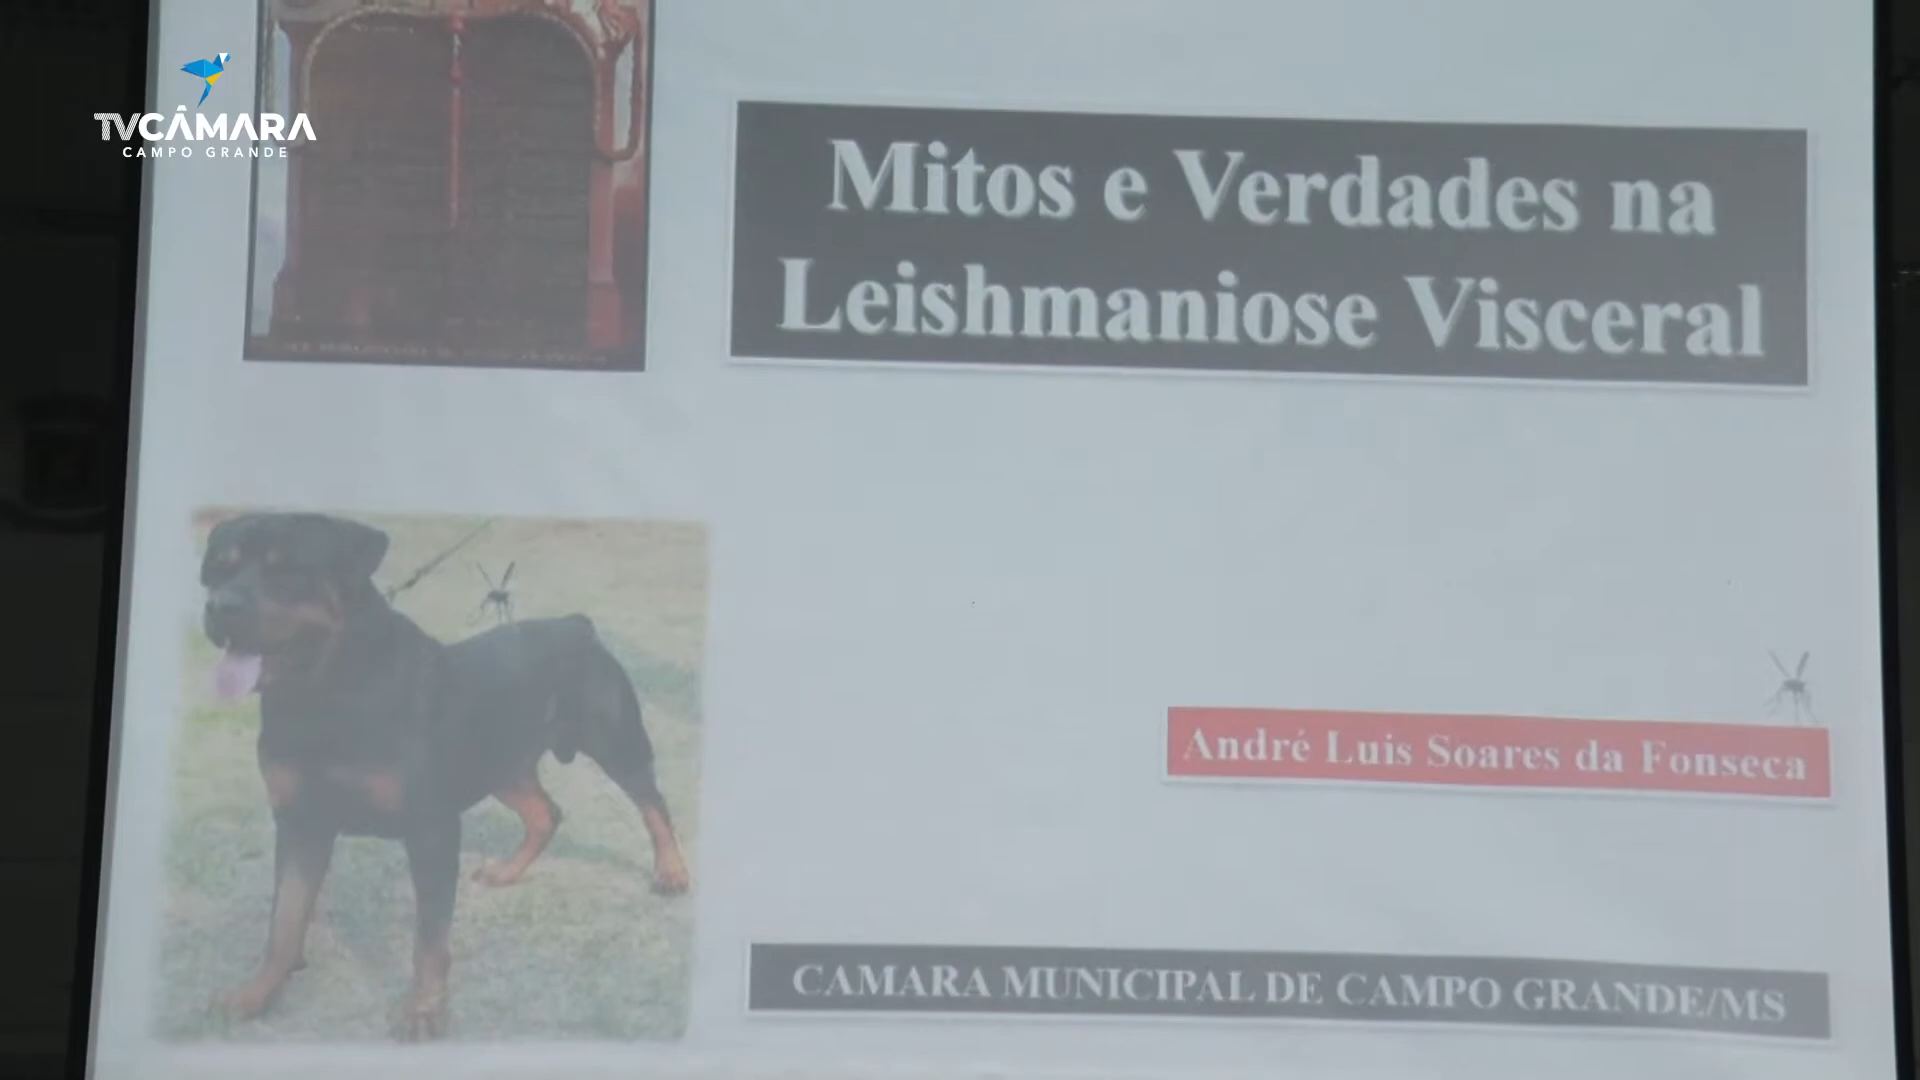 TVCÂMARA
CAMPO GRANDE
Mitos e Verdades na
Leishmaniose Visceral
André Luis Soares da Fonseca
CAMARA MUNICIPAL DE CAMPO GRANDE/MS